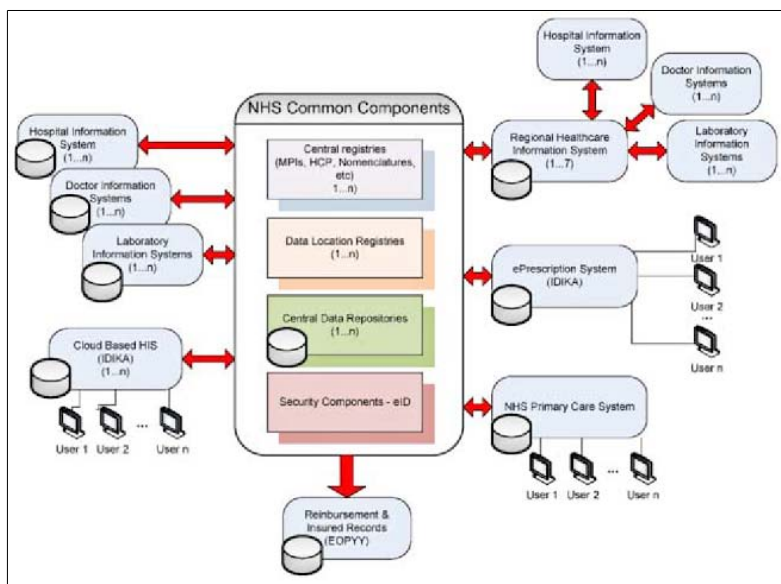 NHS Common Components
Central registries
(MPIs, HCP, Nomenclatures,
etc)
1...n)
Data Location Registries
(1...n)
Central Data Repositories
(1...n)
Security Components - eID
Hospital Information
System
(1...n)
Doctor Information
Systems
(1...n)
Laboratory
Information Systems
(1...n)
Cloud Based HIS
(IDIKA)
(1...n)
User 1
User 2
...
User n
Hospital Information
System
(1...n)
Doctor Information
Systems
(1...n)
Regional Healthcare
Information System
(1...7)
Laboratory
Information Systems
(1...n)
ePrescription System
(IDIKA)
User 1
User 2
...
User n
NHS Primary Care System
User 1
User 2
...
User n
Reinbursement &
Insured Records
(EOPYY)